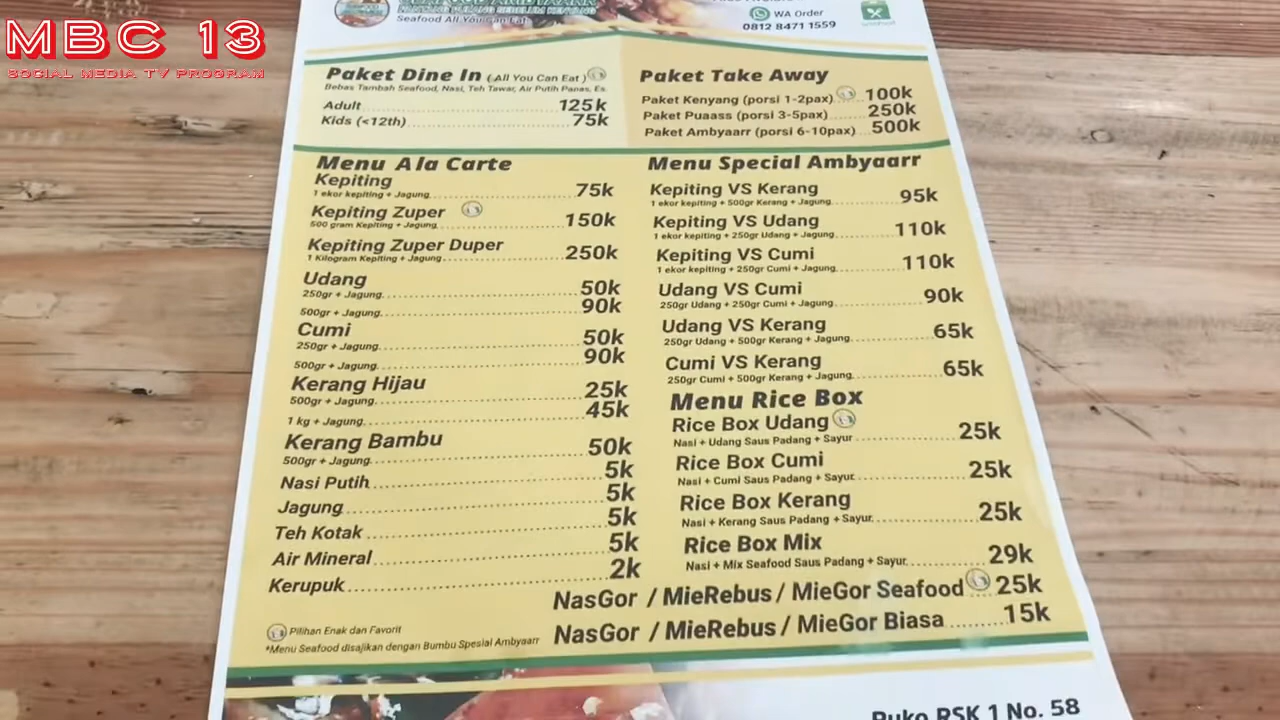 MBC 13
SOCIAL MEDIA TV PROGRAM
Seafood All You Can Eat
WA Order
0812 8471 1559
Paket Dine In (All You Can Eat)
Bebas Tambah Seafood, Nasi, Teh Tawar, Air Putih Panas, Es
Adult 125k
Kids (<12th) 75k
Paket Take Away
Paket Kenyang (porsi 1-2pax) 100k
Paket Puaass (porsi 3-5pax) 250k
Paket Ambyaarr (porsi 6-10pax) 500k
Menu A la Carte
Kepiting
1 ekor kepiting + Jagung 75k
Kepiting Zuper
500 gram Kepiting + Jagung 150k
Kepiting Zuper Duper
1 Kilogram Kepiting + Jagung 250k
Udang
250gr + Jagung 50k
500gr + Jagung 90k
Cumi
250gr + Jagung 50k
500gr + Jagung 90k
Kerang Hijau
500gr + Jagung 25k
1 kg + Jagung 45k
Kerang Bambu
500gr + Jagung 50k
Nasi Putih 5k
Jagung 5k
Teh Kotak 5k
Air Mineral 5k
Kerupuk 2k
Pilihan Enak dan Favorit
*Menu Seafood disajikan dengan Bumbu Spesial Ambyaarr
Menu Special Ambyaarr
Kepiting VS Kerang
1 ekor kepiting + 500gr Kerang + Jagung 95k
Kepiting VS Udang
1 ekor kepiting + 250gr Udang + Jagung 110k
Kepiting VS Cumi
1 ekor kepiting + 250gr Cumi + Jagung 110k
Udang VS Cumi
250gr Udang + 250gr Cumi + Jagung 90k
Udang VS Kerang
250gr Udang + 500gr Kerang + Jagung 65k
Cumi VS Kerang
250gr Cumi + 500gr Kerang + Jagung 65k
Menu Rice Box
Rice Box Udang
Nasi + Udang Saus Padang + Sayur 25k
Rice Box Cumi
Nasi + Cumi Saus Padang + Sayur 25k
Rice Box Kerang
Nasi + Kerang Saus Padang + Sayur 25k
Rice Box Mix
Nasi + Mix Seafood Saus Padang + Sayur 29k
NasGor / MieRebus / MieGor Seafood 25k
NasGor / MieRebus / MieGor Biasa 15k
Ruko RSK 1 No. 58